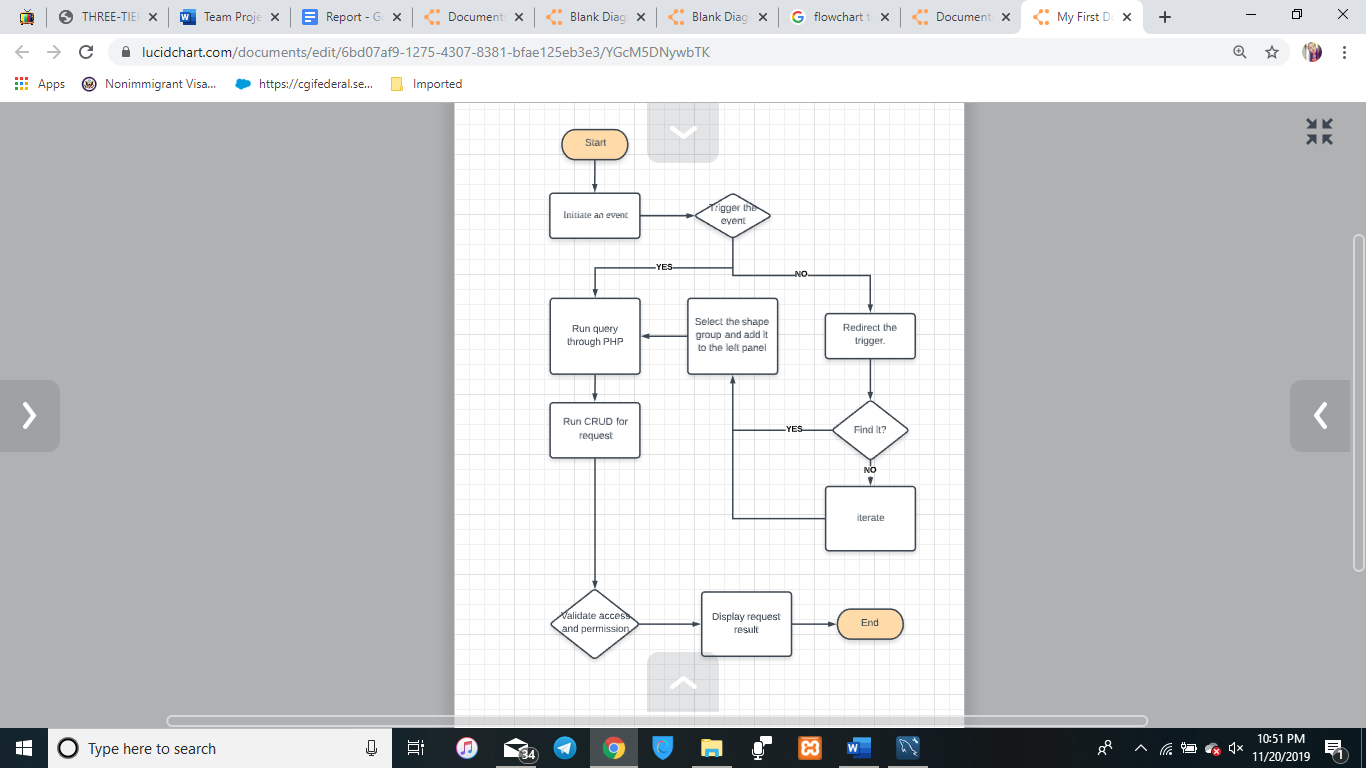 THREE-TIE
Team Proje
Report - G
Document
Blank Diag
Blank Diag
flowchart t
Document
My First D
lucidchart.com/documents/edit/6bd07af9-1275-4307-8381-bfae125eb3e3/YGcM5DNywbTK
Apps
Nonimmigrant Visa...
https://cgifederal.se...
Imported
Start
Initiate an event
Trigger the
event
YES
NO
Run query
through PHP
Select the shape
group and add it
to the left panel
Redirect the
trigger.
Run CRUD for
request
YES
Find it?
NO
iterate
Validate access
and permission
Display request
result
End
Type here to search
34
10:51 PM
11/20/2019
1